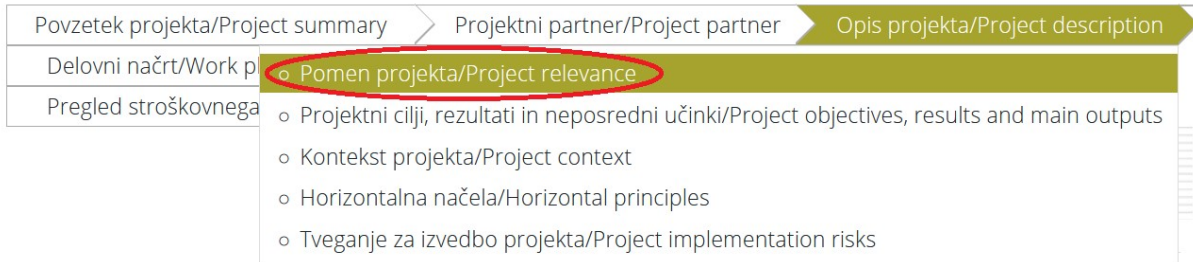 Povzetek projekta/Project summary
Projektni partner/Project partner
Opis projekta/Project description
Delovni načrt/Work p
Pomen projekta/Project relevance
Pregled stroškovnega
Projektni cilji, rezultati in neposredni učinki/Project objectives, results and main outputs
Kontekst projekta/Project context
Horizontalna načela/Horizontal principles
Tveganje za izvedbo projekta/Project implementation risks